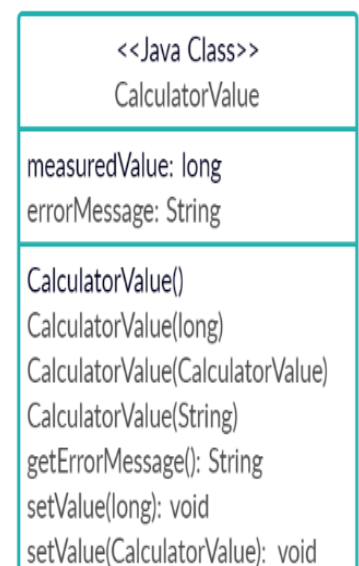 <<Java Class>>
CalculatorValue
measuredValue: long
errorMessage: String
CalculatorValue()
CalculatorValue(long)
CalculatorValue(CalculatorValue)
CalculatorValue(String)
getErrorMessage(): String
setValue(long): void
setValue(CalculatorValue): void